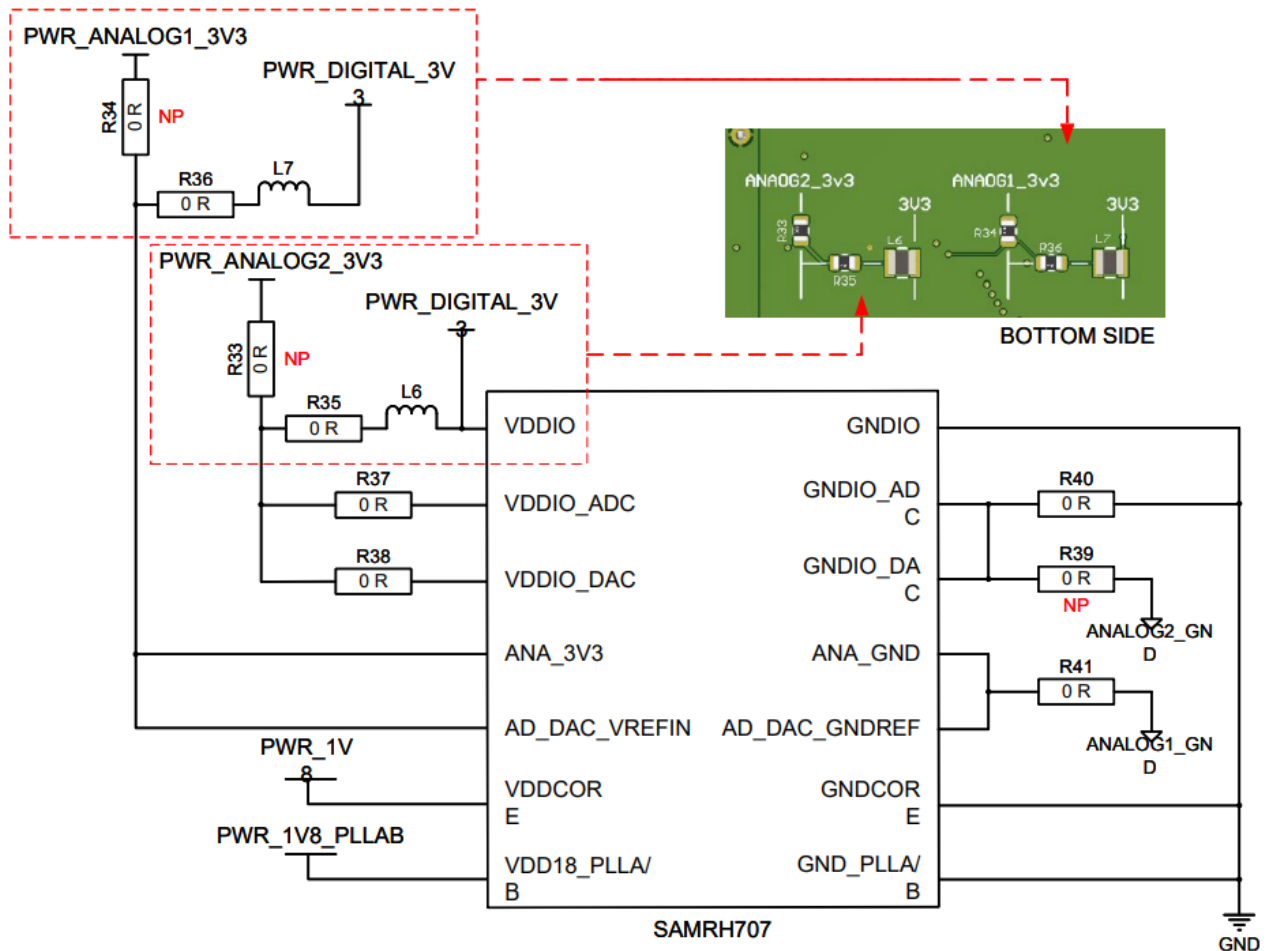 PWR_ANALOG1_3V3
PWR_DIGITAL_3V
3
R34
0 R
NP
R36
0 R
L7
PWR_ANALOG2_3V3
PWR_DIGITAL_3V
3
R33
0 R
NP
R35
0 R
L6
R37
0 R
R38
0 R
ANAOG2_3v3
ANAOG1_3v3
3V3
3V3
R33
L6
R35
R34
R36
L7
BOTTOM SIDE
VDDIO
VDDIO_ADC
VDDIO_DAC
ANA_3V3
AD_DAC_VREFIN
VDDCOR
E
VDD18_PLLA/
B
PWR_1V
8
PWR_1V8_PLLAB
GNDIO
GNDIO_AD
C
GNDIO_DA
C
ANA_GND
AD_DAC_GNDREF
GNDCOR
E
GND_PLLA/
B
R40
0 R
R39
0 R
NP
ANALOG2_GN
D
R41
0 R
ANALOG1_GN
D
SAMRH707
GND